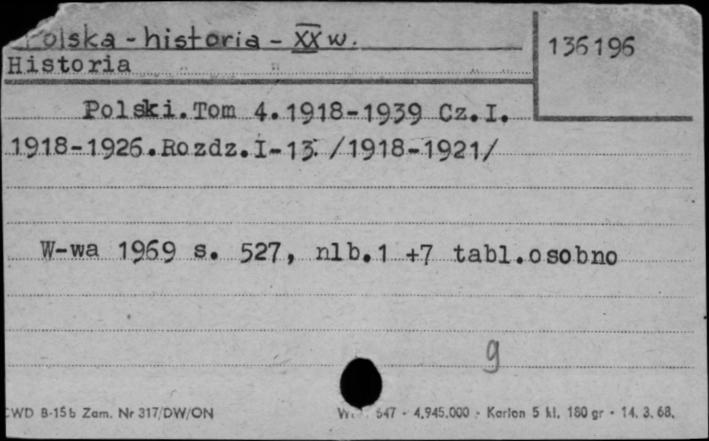 Polska - historia - XX w.
136196
Historia
Polski.Tom 4.1918-1939 Cz.I.
1918-1926.Rozdz.I-13. /1918-1921/
W-wa 1969 s. 527, nlb.1 +7 tabl.osobno
g
WD B-15b Zam. Nr 317/DW/ON
547 - 4.945.000 - Karton 5 kl. 180 gr - 14. 3. 68.